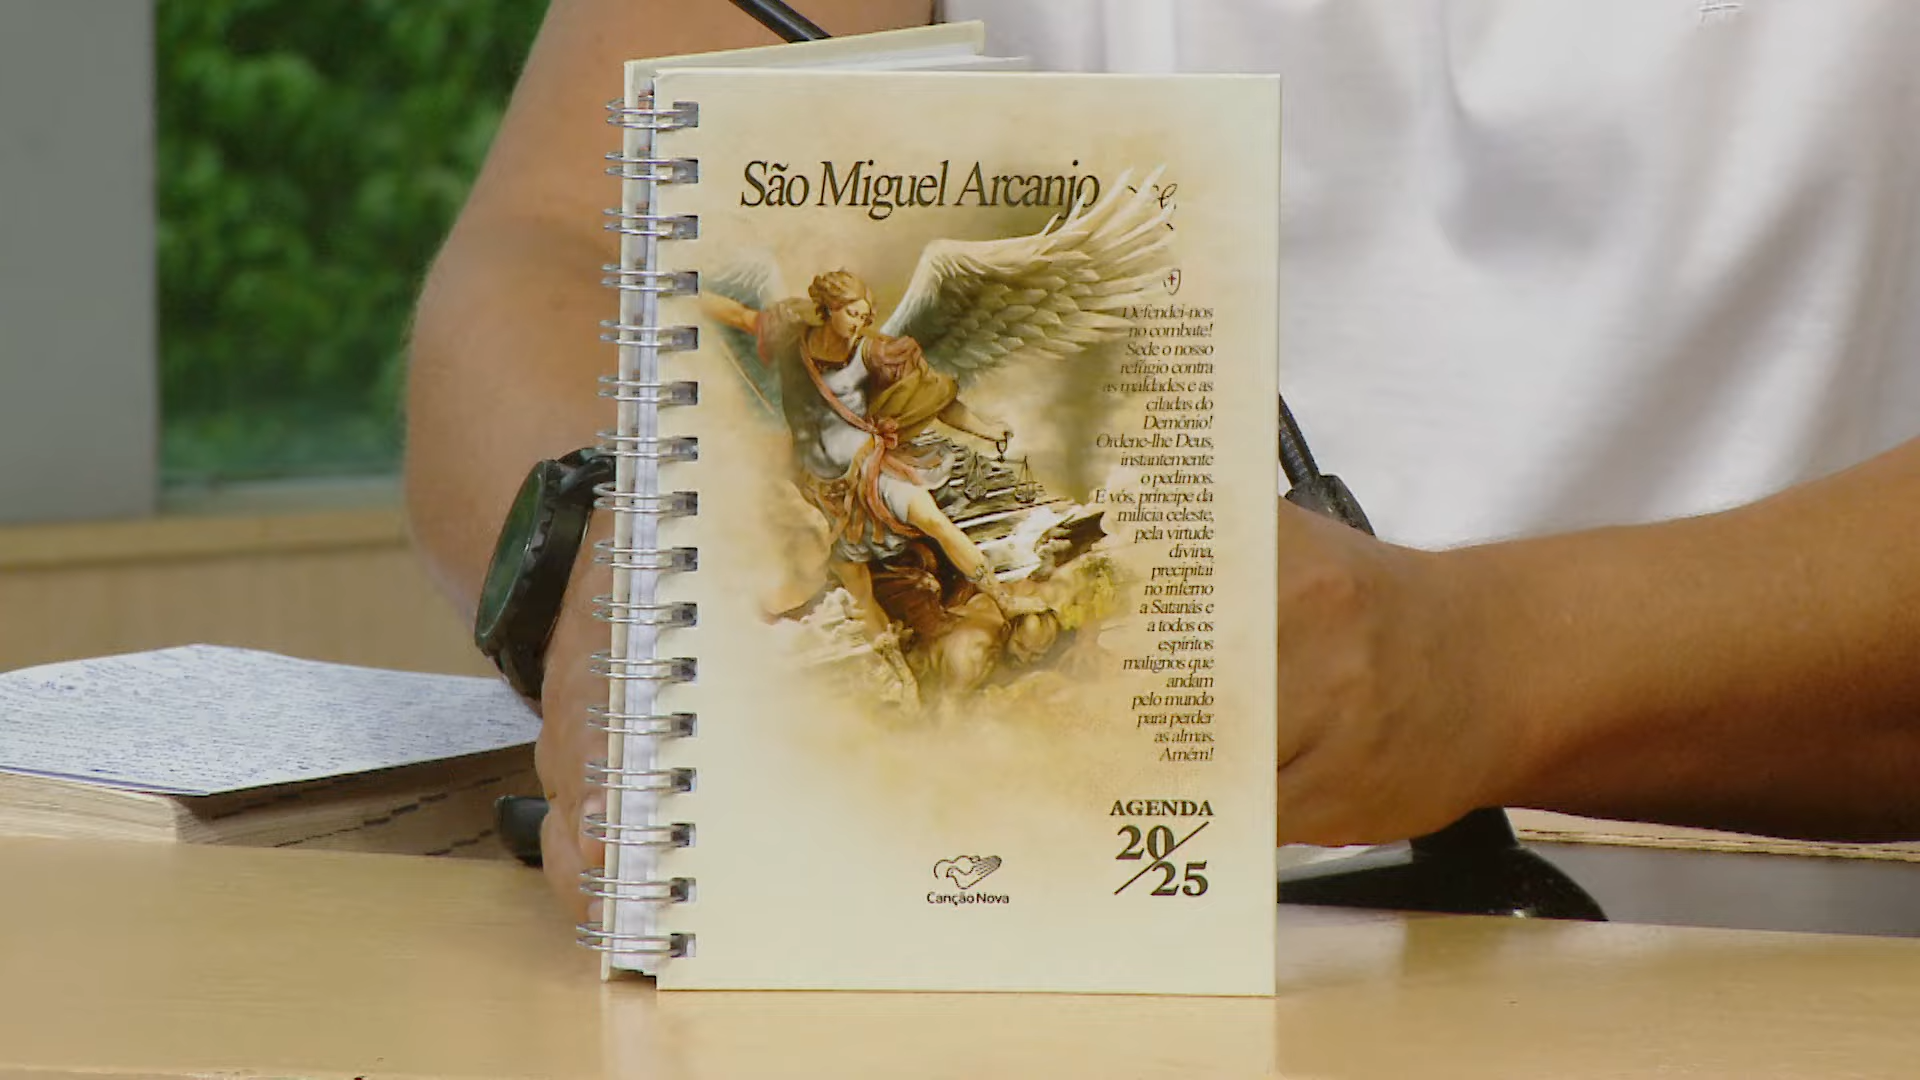 São Miguel Arcanjo
Defendei-nos
no combate!
Sede o nosso
refúgio contra
as maldades e as
ciladas do
Demônio!
Ordene-lhe Deus,
instantemente
o pedimos.
E vós, príncipe da
milícia celeste,
pela virtude
divina,
precipitai
no inferno
a Satanás e
a todos os
espíritos
malignos que
andam
pelo mundo
para perder
as almas.
Amém!
AGENDA
20/
25
Canção Nova